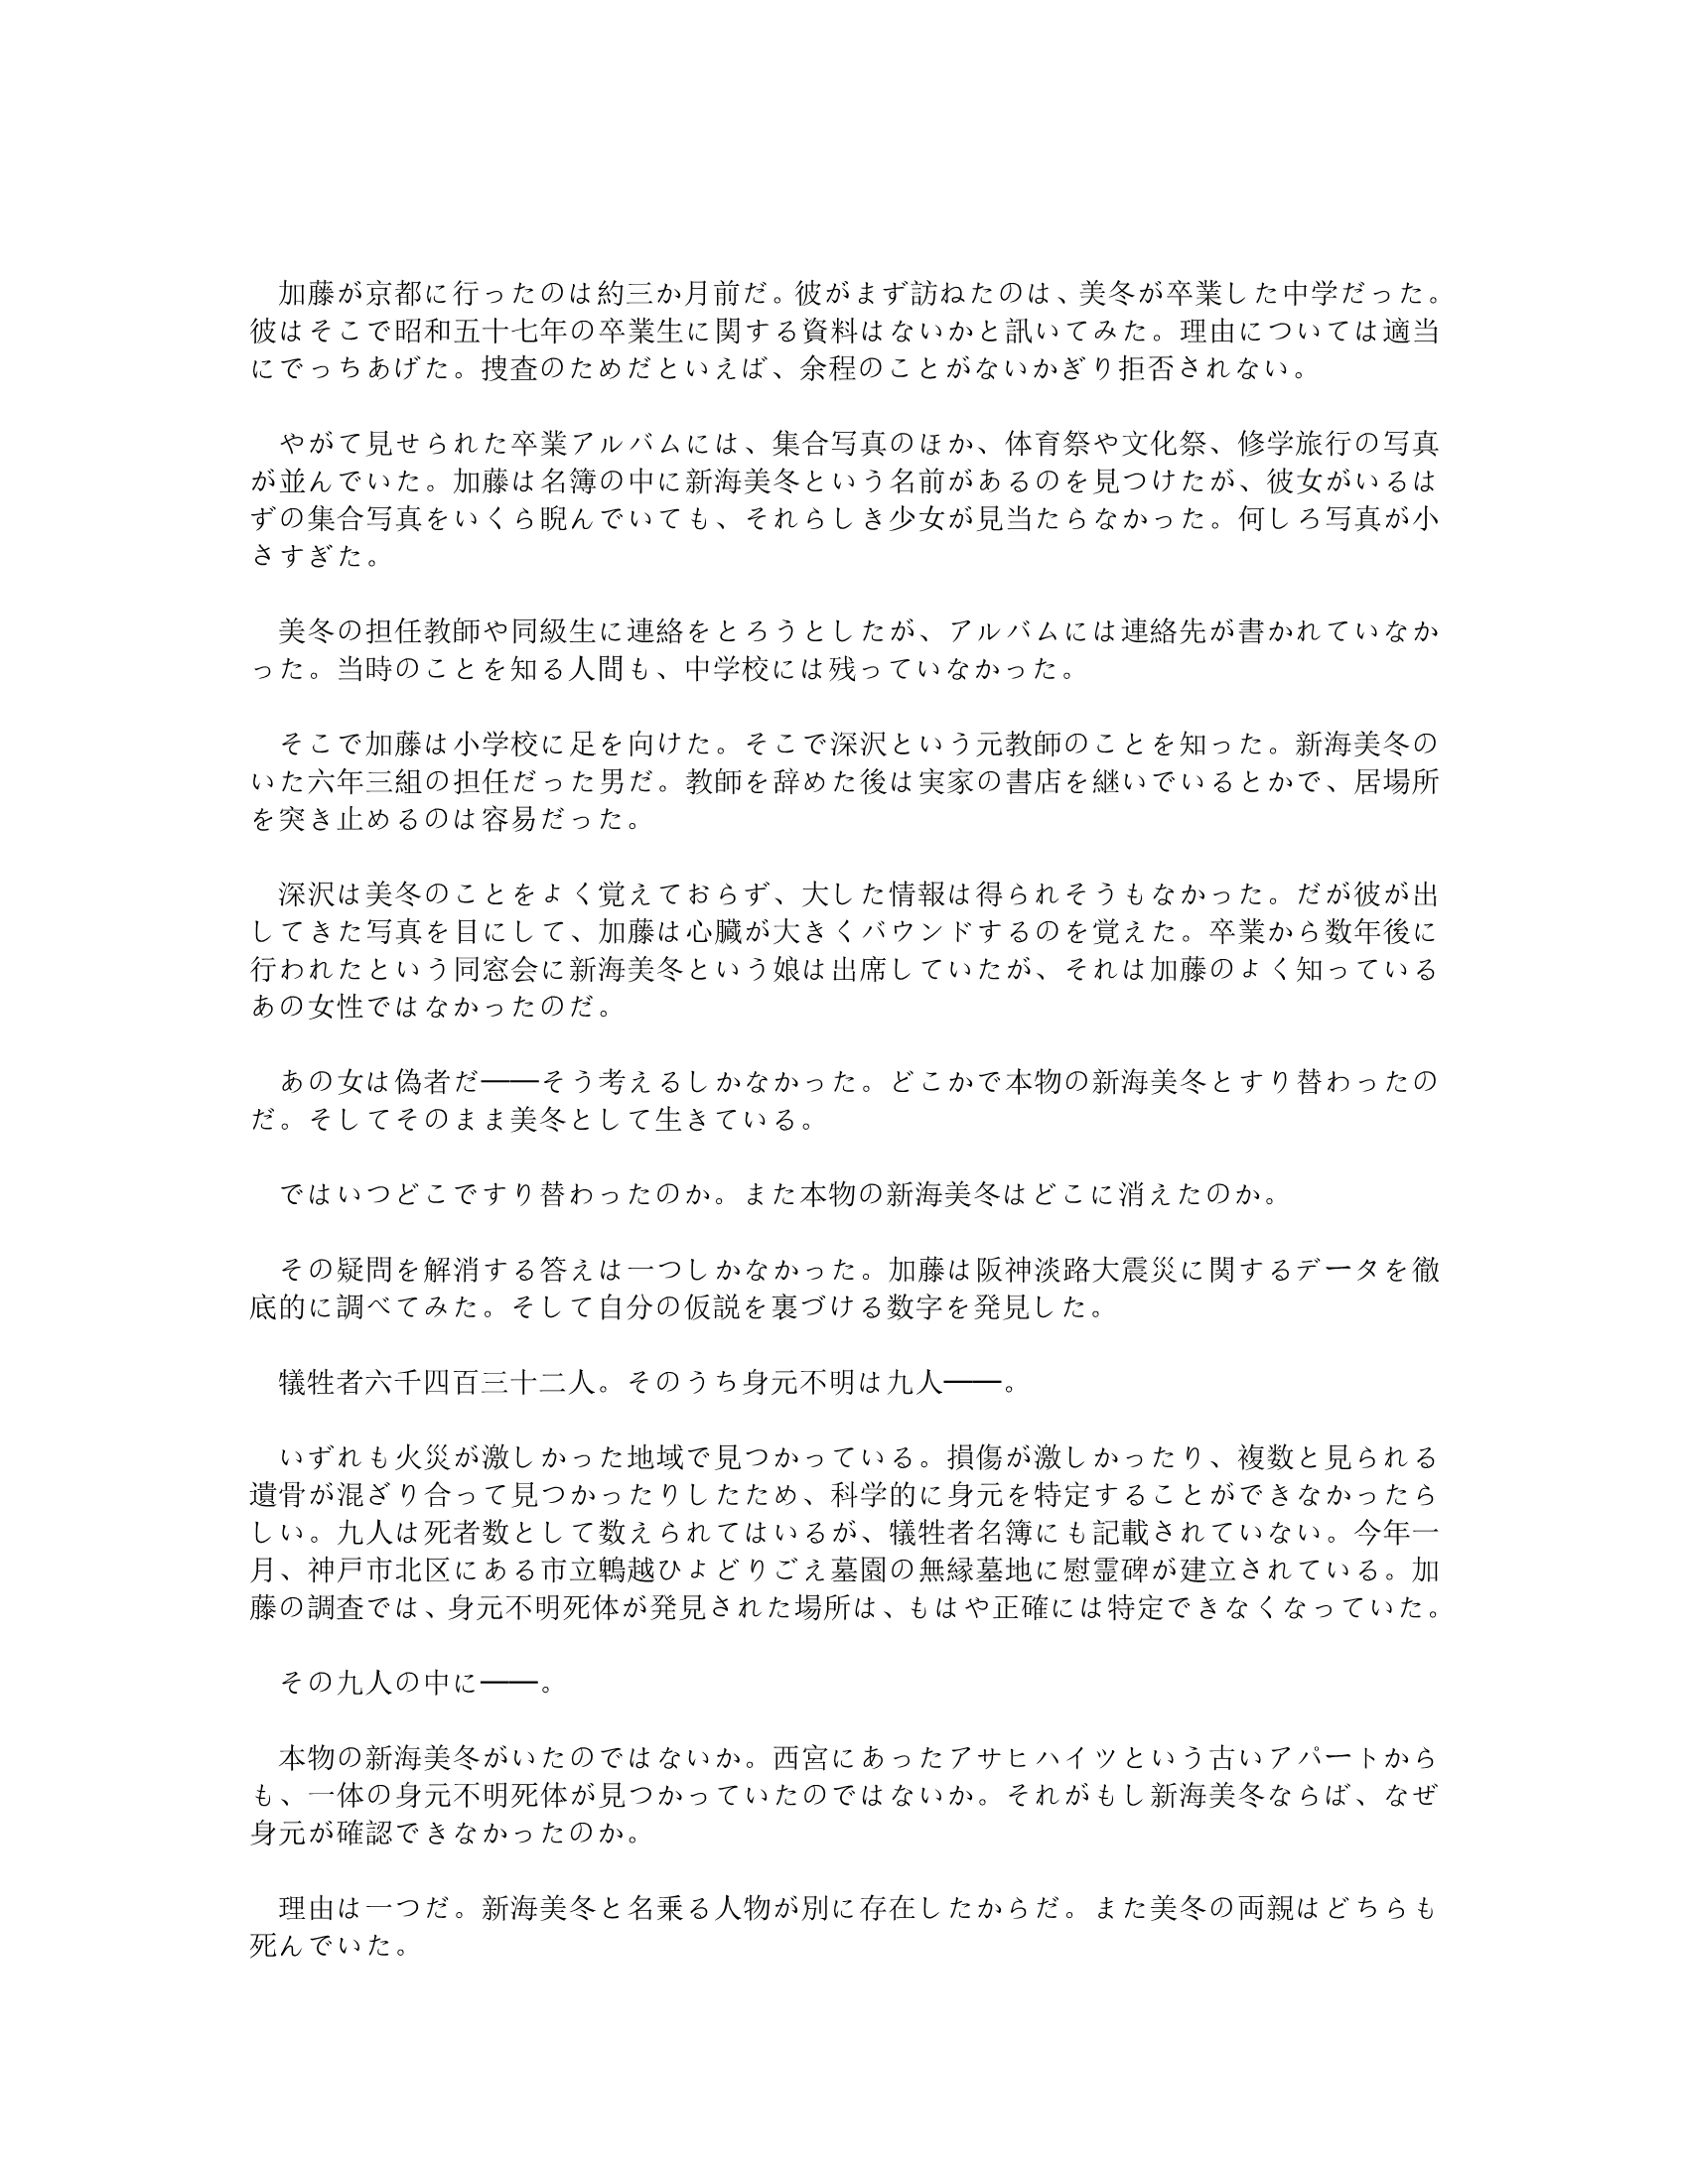 加藤が京都に行ったのは約三か月前だ。彼がまず訪ねたのは、美冬が卒業した中学だった。
彼はそこで昭和五十七年の卒業生に関する資料はないかと訊いてみた。理由については適当
にでっちあげた。捜査のためだといえば、余程のことがないかぎり拒否されない。
　やがて見せられた卒業アルバムには、集合写真のほか、体育祭や文化祭、修学旅行の写真
が並んでいた。加藤は名簿の中に新海美冬という名前があるのを見つけたが、彼女がいるは
ずの集合写真をいくら睨んでいても、それらしき少女が見当たらなかった。何しろ写真が小
さすぎた。
　美冬の担任教師や同級生に連絡をとろうとしたが、アルバムには連絡先が書かれていなか
った。当時のことを知る人間も、中学校には残っていなかった。
　そこで加藤は小学校に足を向けた。そこで深沢という元教師のことを知った。新海美冬の
いた六年三組の担任だった男だ。教師を辞めた後は実家の書店を継いでいるとかで、居場所
を突き止めるのは容易だった。
　深沢は美冬のことをよく覚えておらず、大した情報は得られそうもなかった。だが彼が出
してきた写真を目にして、加藤は心臓が大きくバウンドするのを覚えた。卒業から数年後に
行われたという同窓会に新海美冬という娘は出席していたが、それは加藤のよく知っている
あの女性ではなかったのだ。
　あの女は偽者だ――そう考えるしかなかった。どこかで本物の新海美冬とすり替わったの
だ。そしてそのまま美冬として生きている。
　ではいつどこですり替わったのか。また本物の新海美冬はどこに消えたのか。
　その疑問を解消する答えは一つしかなかった。加藤は阪神淡路大震災に関するデータを徹
底的に調べてみた。そして自分の仮説を裏づける数字を発見した。
　犠牲者六千四百三十二人。そのうち身元不明は九人――。
　いずれも火災が激しかった地域で見つかっている。損傷が激しかったり、複数と見られる
遺骨が混ざり合って見つかったりしたため、科学的に身元を特定することができなかったら
しい。九人は死者数として数えられてはいるが、犠牲者名簿にも記載されていない。今年一
月、神戸市北区にある市立鵯越ひよどりごえ墓園の無縁墓地に慰霊碑が建立されている。加
藤の調査では、身元不明死体が発見された場所は、もはや正確には特定できなくなっていた。
　その九人の中に――。
　本物の新海美冬がいたのではないか。西宮にあったアサヒハイツという古いアパートから
も、一体の身元不明死体が見つかっていたのではないか。それがもし新海美冬ならば、なぜ
身元が確認できなかったのか。
　理由は一つだ。新海美冬と名乗る人物が別に存在したからだ。また美冬の両親はどちらも
死んでいた。